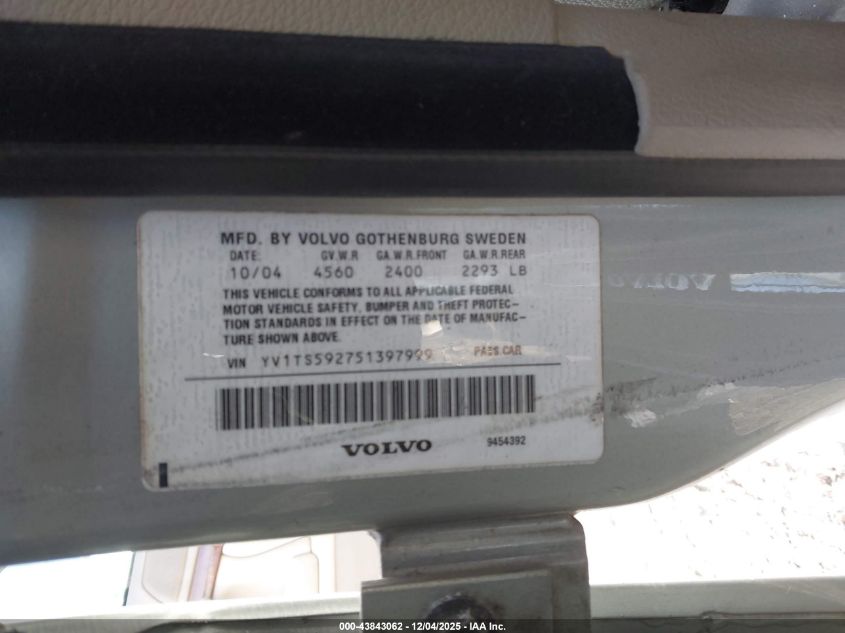 MFD. BY VOLVO GOTHENBURG SWEDEN
DATE: GV.W.R GA.W.R.FRONT GA.W.R.REAR
10/04 4560 2400 2293 LB
THIS VEHICLE CONFORMS TO ALL APPLICABLE FEDERAL
MOTOR VEHICLE SAFETY, BUMPER AND THEFT PROTEC-
TION STANDARDS IN EFFECT ON THE DATE OF MANUFAC-
TURE SHOWN ABOVE.
VIN YV1TS592751397999 PASS.CAR
VOLVO 9454392
VOLVO
000-43843062 - 12/04/2025 - IAA Inc.